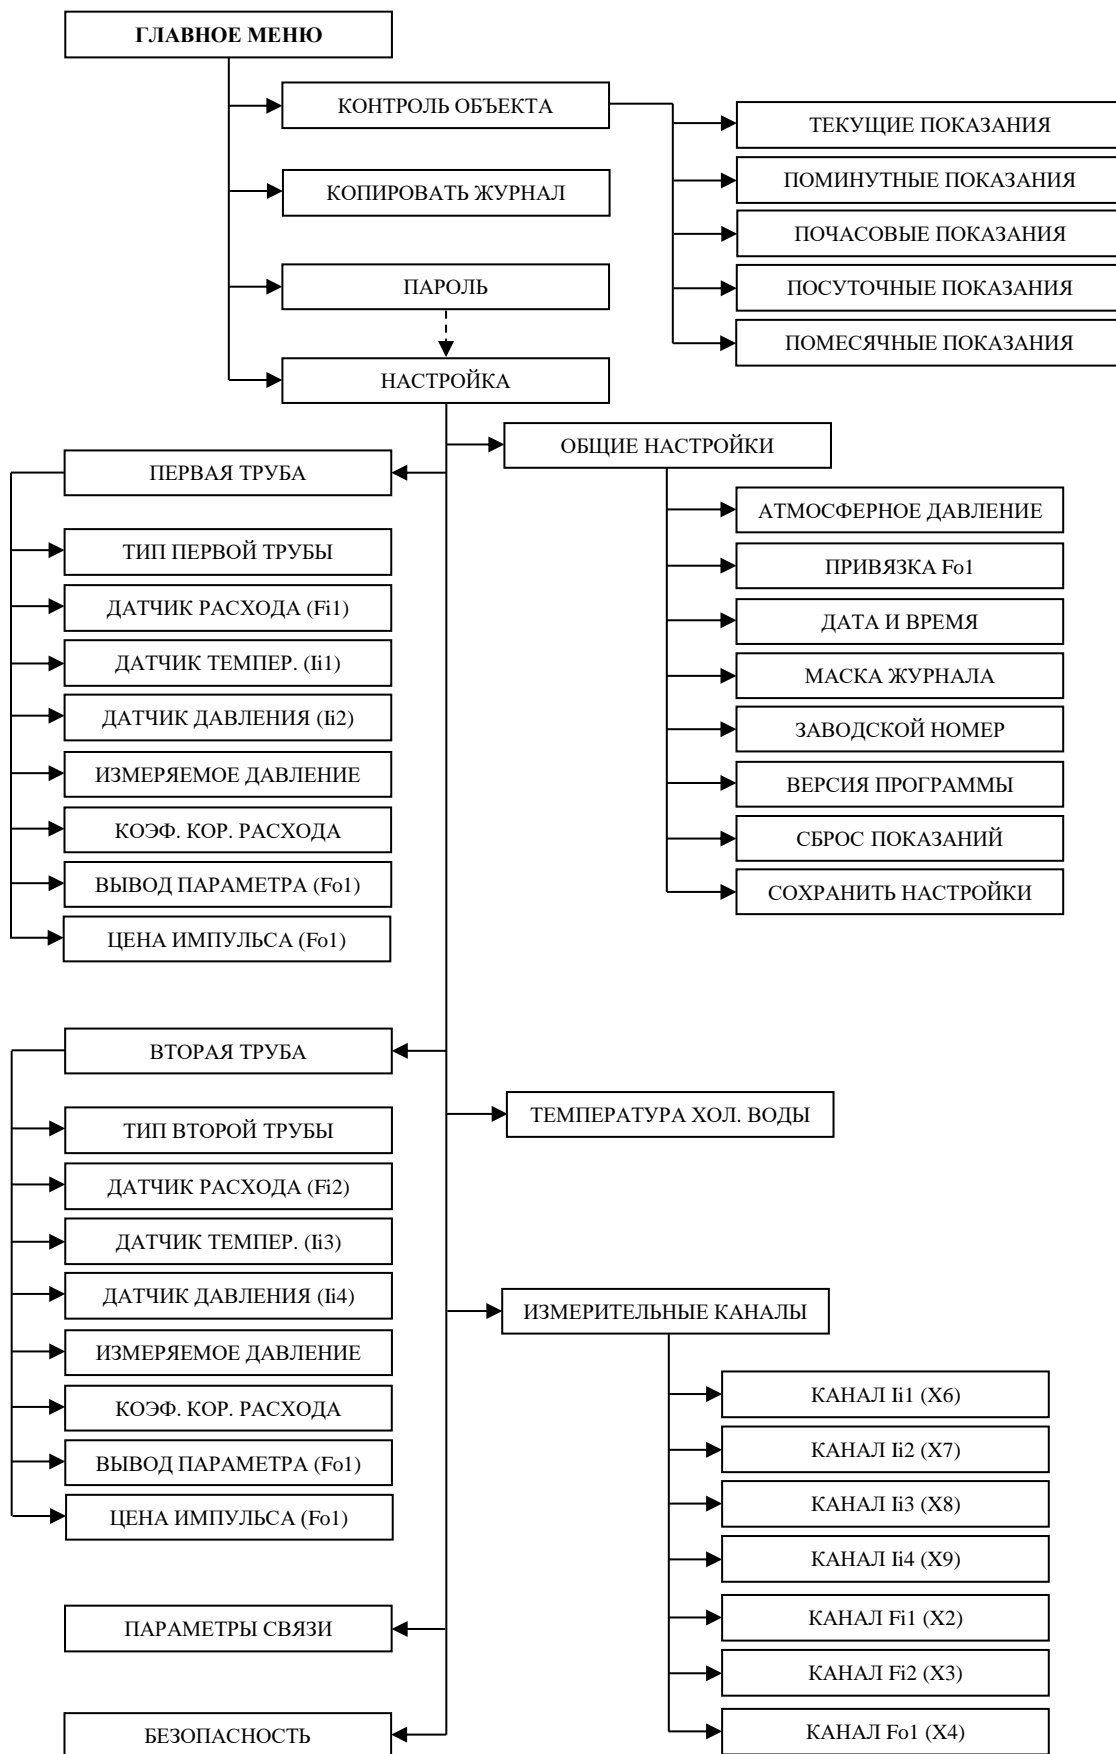 ГЛАВНОЕ МЕНЮ
КОНТРОЛЬ ОБЪЕКТА
ТЕКУЩИЕ ПОКАЗАНИЯ
ПОМИНУТНЫЕ ПОКАЗАНИЯ
ПОЧАСОВЫЕ ПОКАЗАНИЯ
ПОСУТОЧНЫЕ ПОКАЗАНИЯ
ПОМЕСЯЧНЫЕ ПОКАЗАНИЯ
КОПИРОВАТЬ ЖУРНАЛ
ПАРОЛЬ
НАСТРОЙКА
ПЕРВАЯ ТРУБА
ТИП ПЕРВОЙ ТРУБЫ
ДАТЧИК РАСХОДА (Fi1)
ДАТЧИК ТЕМПЕР. (Ii1)
ДАТЧИК ДАВЛЕНИЯ (Ii2)
ИЗМЕРЯЕМОЕ ДАВЛЕНИЕ
КОЭФ. КОР. РАСХОДА
ВЫВОД ПАРАМЕТРА (Fo1)
ЦЕНА ИМПУЛЬСА (Fo1)
ОБЩИЕ НАСТРОЙКИ
АТМОСФЕРНОЕ ДАВЛЕНИЕ
ПРИВЯЗКА Fo1
ДАТА И ВРЕМЯ
МАСКА ЖУРНАЛА
ЗАВОДСКОЙ НОМЕР
ВЕРСИЯ ПРОГРАММЫ
СБРОС ПОКАЗАНИЙ
СОХРАНИТЬ НАСТРОЙКИ
ВТОРАЯ ТРУБА
ТИП ВТОРОЙ ТРУБЫ
ДАТЧИК РАСХОДА (Fi2)
ДАТЧИК ТЕМПЕР. (Ii3)
ДАТЧИК ДАВЛЕНИЯ (Ii4)
ИЗМЕРЯЕМОЕ ДАВЛЕНИЕ
КОЭФ. КОР. РАСХОДА
ВЫВОД ПАРАМЕТРА (Fo1)
ЦЕНА ИМПУЛЬСА (Fo1)
ТЕМПЕРАТУРА ХОЛ. ВОДЫ
ИЗМЕРИТЕЛЬНЫЕ КАНАЛЫ
КАНАЛ Ii1 (X6)
КАНАЛ Ii2 (X7)
КАНАЛ Ii3 (X8)
КАНАЛ Ii4 (X9)
КАНАЛ Fi1 (X2)
КАНАЛ Fi2 (X3)
КАНАЛ Fo1 (X4)
ПАРАМЕТРЫ СВЯЗИ
БЕЗОПАСНОСТЬ